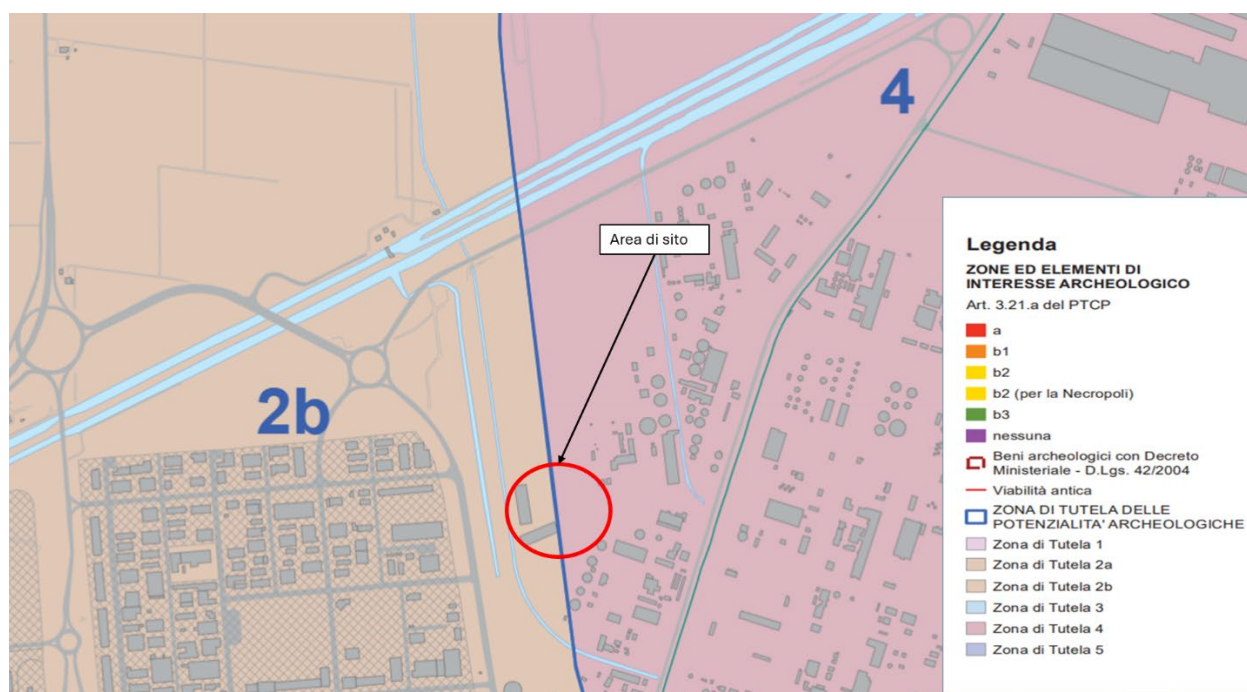 4
Area di sito
2b
Legenda
ZONE ED ELEMENTI DI
INTERESSE ARCHEOLOGICO
Art. 3.21.a del PTCP
a
b1
b2
b2 (per la Necropoli)
b3
nessuna
Beni archeologici con Decreto
Ministeriale - D.Lgs. 42/2004
Viabilità antica
ZONA DI TUTELA DELLE
POTENZIALITA' ARCHEOLOGICHE
Zona di Tutela 1
Zona di Tutela 2a
Zona di Tutela 2b
Zona di Tutela 3
Zona di Tutela 4
Zona di Tutela 5